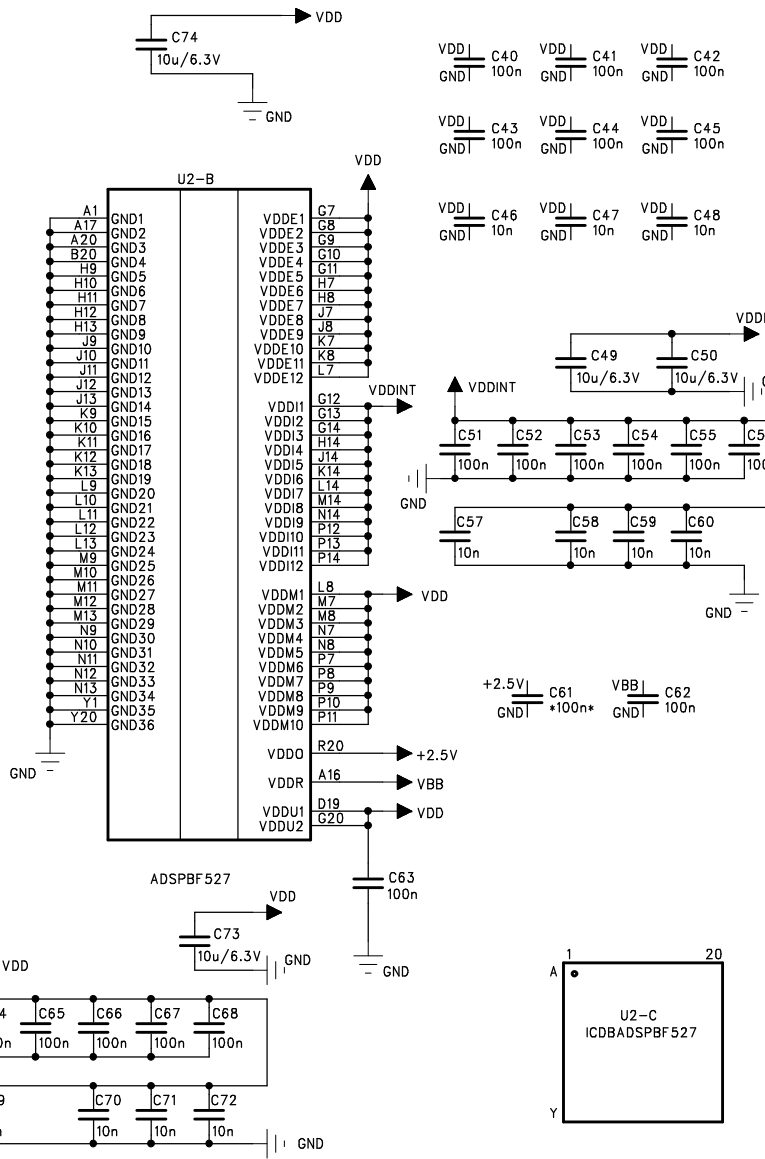 VDD
C74
10u/6.3V
GND
VDD C40 GND 100n
VDD C41 GND 100n
VDD C42 GND 100n
VDD C43 GND 100n
VDD C44 GND 100n
VDD C45 GND 100n
VDD C46 GND 10n
VDD C47 GND 10n
VDD C48 GND 10n
U2-B
VDD
A1 GND1
A17 GND2
A20 GND3
B20 GND4
H9 GND5
H10 GND6
H11 GND7
H12 GND8
H13 GND9
J9 GND10
J10 GND11
J11 GND12
J12 GND13
J13 GND14
K9 GND15
K10 GND16
K11 GND17
K12 GND18
K13 GND19
L9 GND20
L10 GND21
L11 GND22
L12 GND23
L13 GND24
M9 GND25
M10 GND26
M11 GND27
M12 GND28
M13 GND29
N9 GND30
N10 GND31
N11 GND32
N12 GND33
N13 GND34
Y1 GND35
Y20 GND36
GND
VDDE1 G7
VDDE2 G8
VDDE3 G9
VDDE4 G10
VDDE5 G11
VDDE6 H7
VDDE7 H8
VDDE8 J7
VDDE9 J8
VDDE10 K7
VDDE11 K8
VDDE12 L7
VDDINT
VDDI1 G12
VDDI2 G13
VDDI3 G14
VDDI4 H14
VDDI5 J14
VDDI6 K14
VDDI7 L14
VDDI8 M14
VDDI9 N14
VDDI10 P12
VDDI11 P13
VDDI12 P14
VDDM1 L8 VDD
VDDM2 M7
VDDM3 M8
VDDM4 N7
VDDM5 N8
VDDM6 P7
VDDM7 P8
VDDM8 P9
VDDM9 P10
VDDM10 P11
VDDO R20 +2.5V
VDDR A16 VBB
VDDU1 D19 VDD
VDDU2 G20
ADSPBF527
C63
100n
GND
VDD
C49 10u/6.3V
C50 10u/6.3V
VDDINT
C51 100n
C52 100n
C53 100n
C54 100n
C55 100n
GND
C57 10n
C58 10n
C59 10n
C60 10n
GND
+2.5V C61 GND *100n*
VBB C62 GND 100n
VDD
C73
10u/6.3V
GND
VDD
C65 100n
C66 100n
C67 100n
C68 100n
C70 10n
C71 10n
C72 10n
GND
1 20
A
U2-C
ICDBADSPBF527
Y